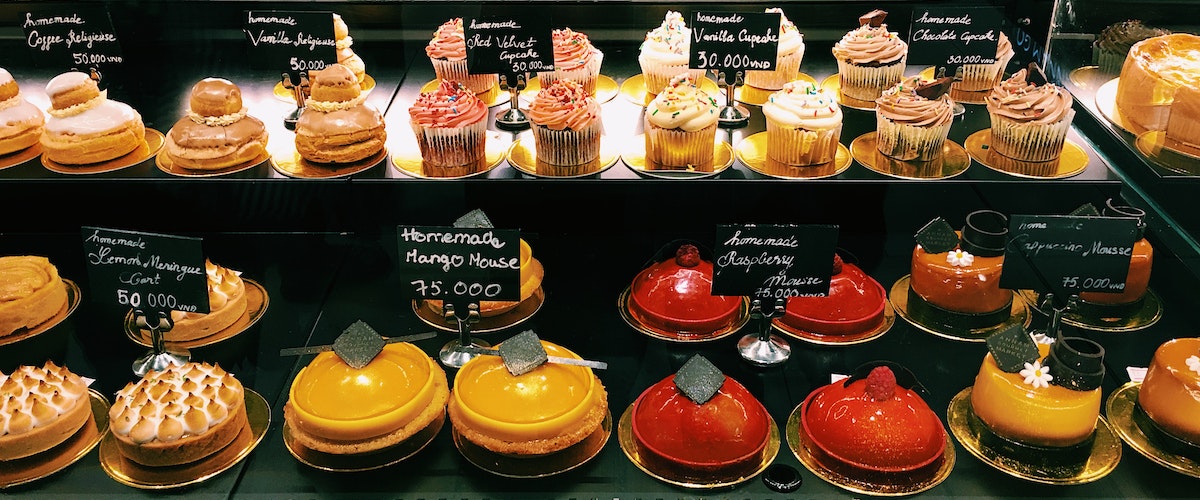 homemade
Coffee Religieuse
50.000 VND
homemade
Vanilla Religieuse
50.000
homemade
Red Velvet
Cupcake
30.000
homemade
Vanilla Cupcake
30.000 VND
homemade
Chocolate Cupcake
30.000
homemade
Lemon Meringue
Tart
50.000 VND
Homemade
Mango Mouse
75.000
homemade
Raspberry
Mousse
75.000 VND
home
Cappuccino Mousse
75.000